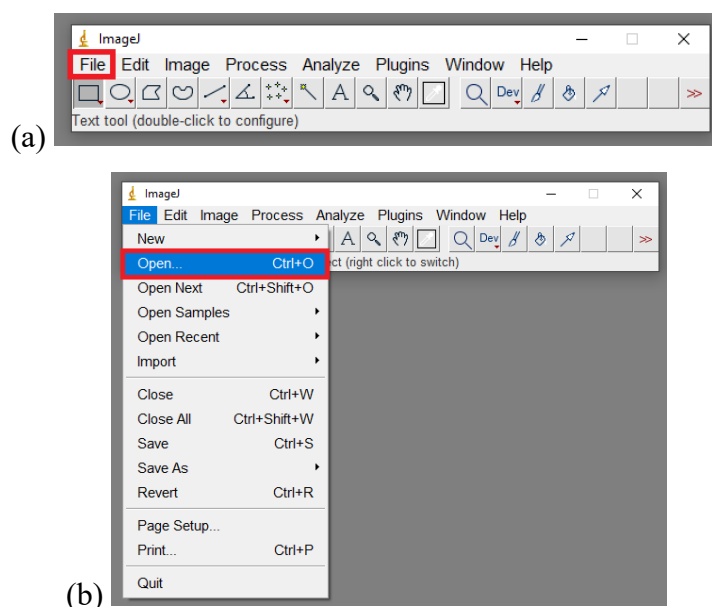 ImageJ
File Edit Image Process Analyze Plugins Window Help
A Dev >>
Text tool (double-click to configure)
(a)
ImageJ
File Edit Image Process Analyze Plugins Window Help
New
A Dev >>
Open... Ctrl+O
ect (right click to switch)
Open Next Ctrl+Shift+O
Open Samples
Open Recent
Import
Close Ctrl+W
Close All Ctrl+Shift+W
Save Ctrl+S
Save As
Revert Ctrl+R
Page Setup...
Print... Ctrl+P
Quit
(b)